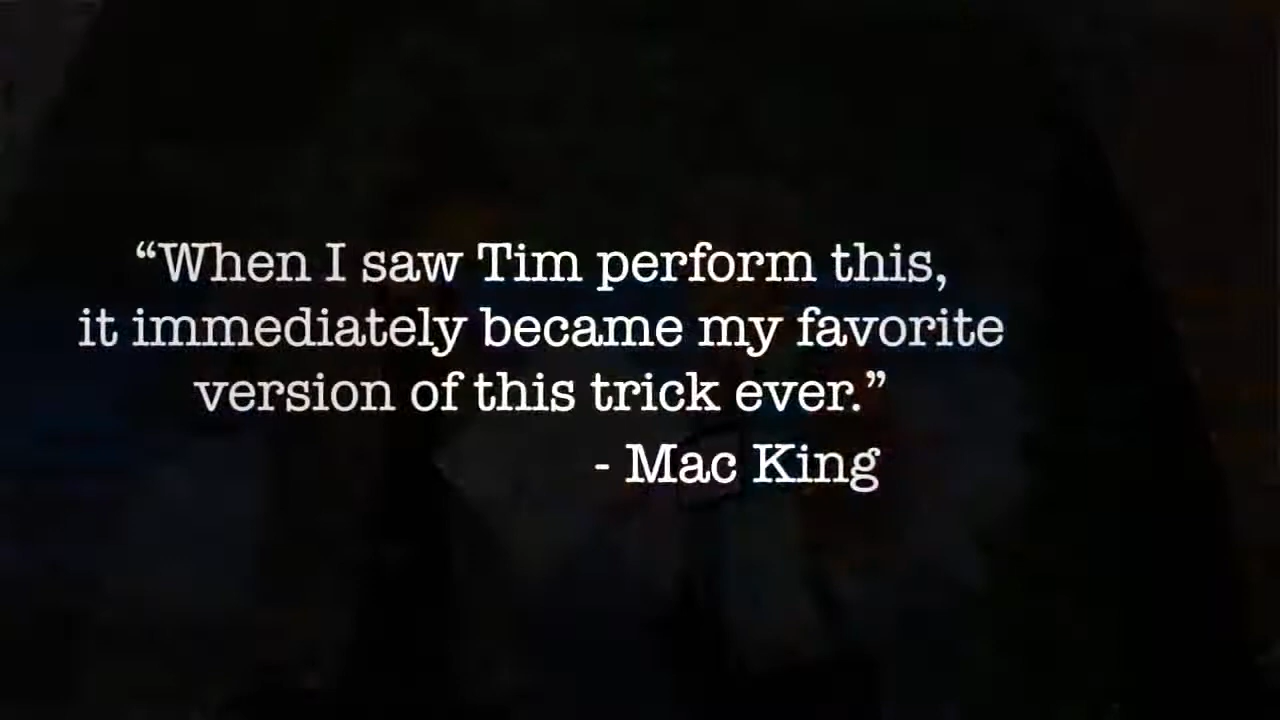 “When I saw Tim perform this,
it immediately became my favorite
version of this trick ever.”
- Mac King